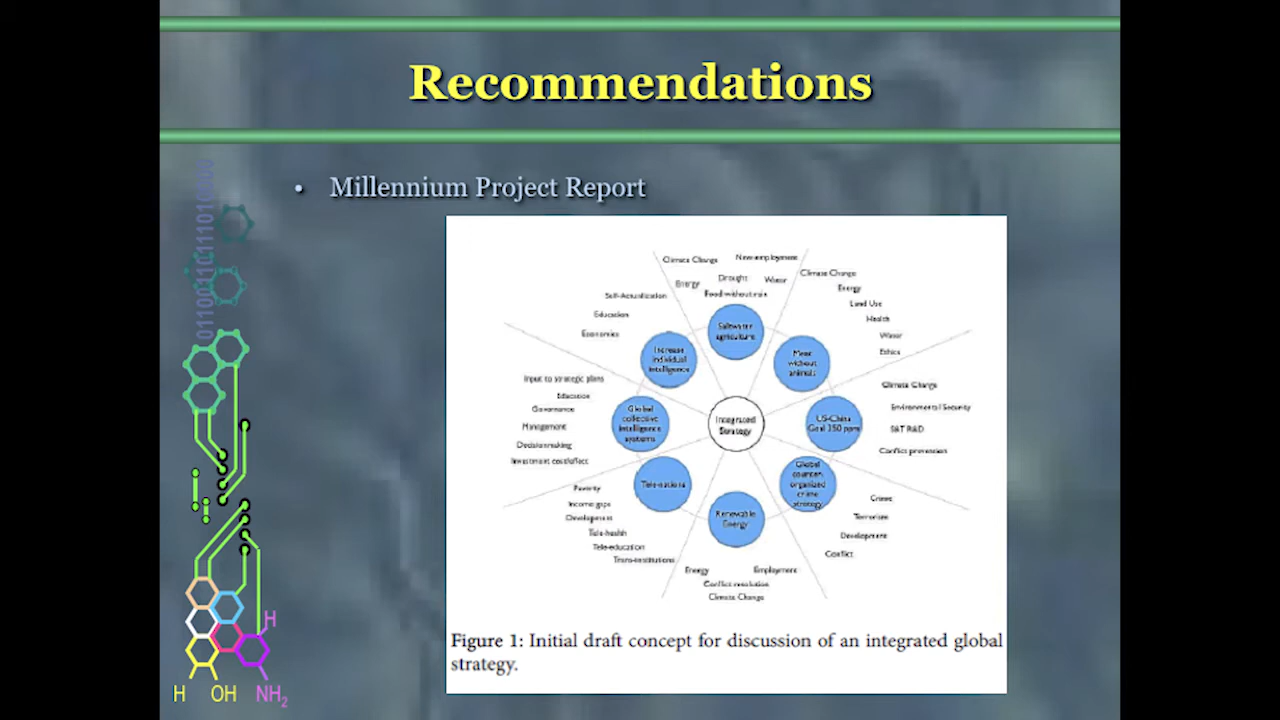 Recommendations
• Millennium Project Report
Climate Change
New employment
Energy
Drought
Water
Food without rain
Climate Change
Energy
Land Use
Health
Water
Ethics
Self-Actualization
Education
Economics
Saltwater
agriculture
Increase
individual
intelligence
Meat
without
animals
Input to strategic plans
Education
Governance
Management
Decisionmaking
Investment cost/effect
Global
collective
intelligence
systems
Integrated
Strategy
US-China
Goal 350 ppm
Climate Change
Environmental Security
S&T R&D
Conflict prevention
Tele-nations
Global
counter-
organized
crime
strategy
Renewable
Energy
Poverty
Income gaps
Development
Tele-health
Tele-education
Trans-institutions
Crime
Terrorism
Development
Conflict
Energy
Employment
Conflict resolution
Climate Change
Figure 1: Initial draft concept for discussion of an integrated global
strategy.
H
H
OH
NH2